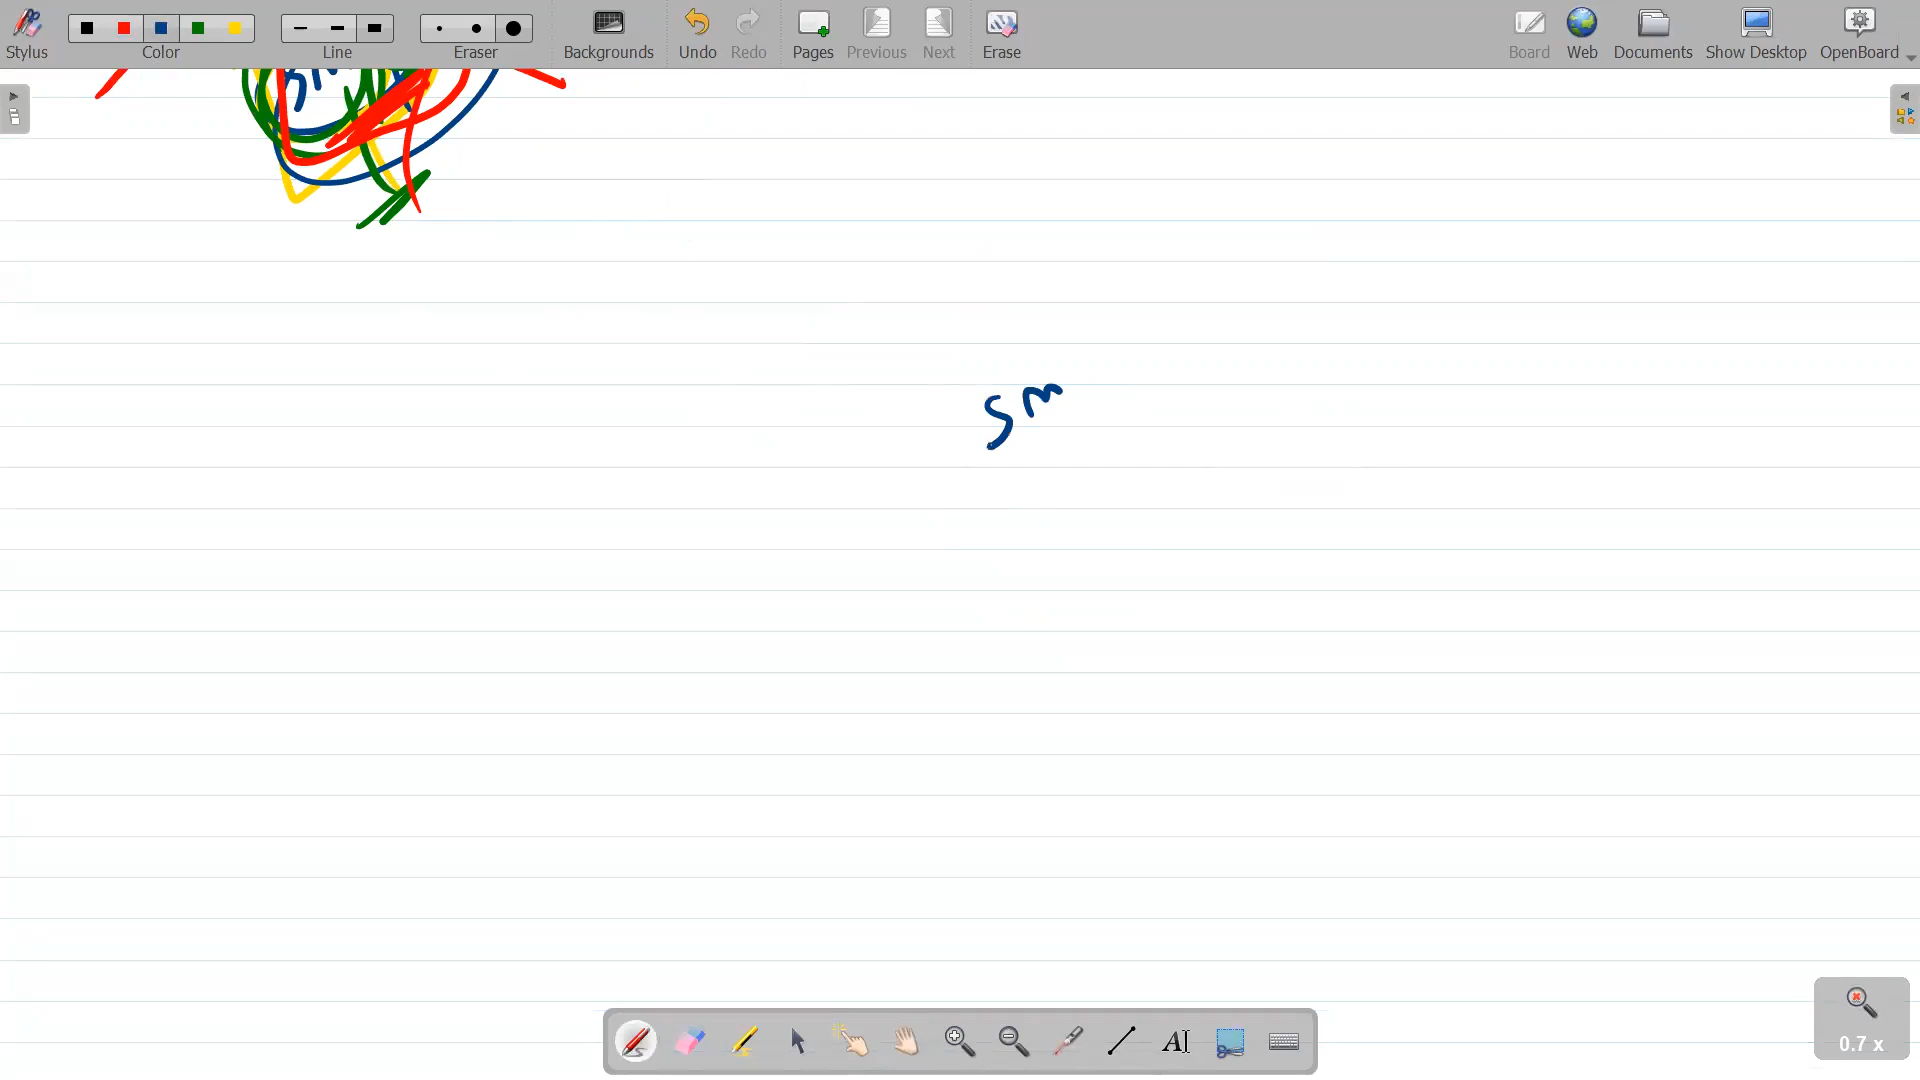 Stylus Color Line Eraser Backgrounds Undo Redo Pages Previous Next Erase Board Web Documents Show Desktop OpenBoard
SM
AI
0.7 x